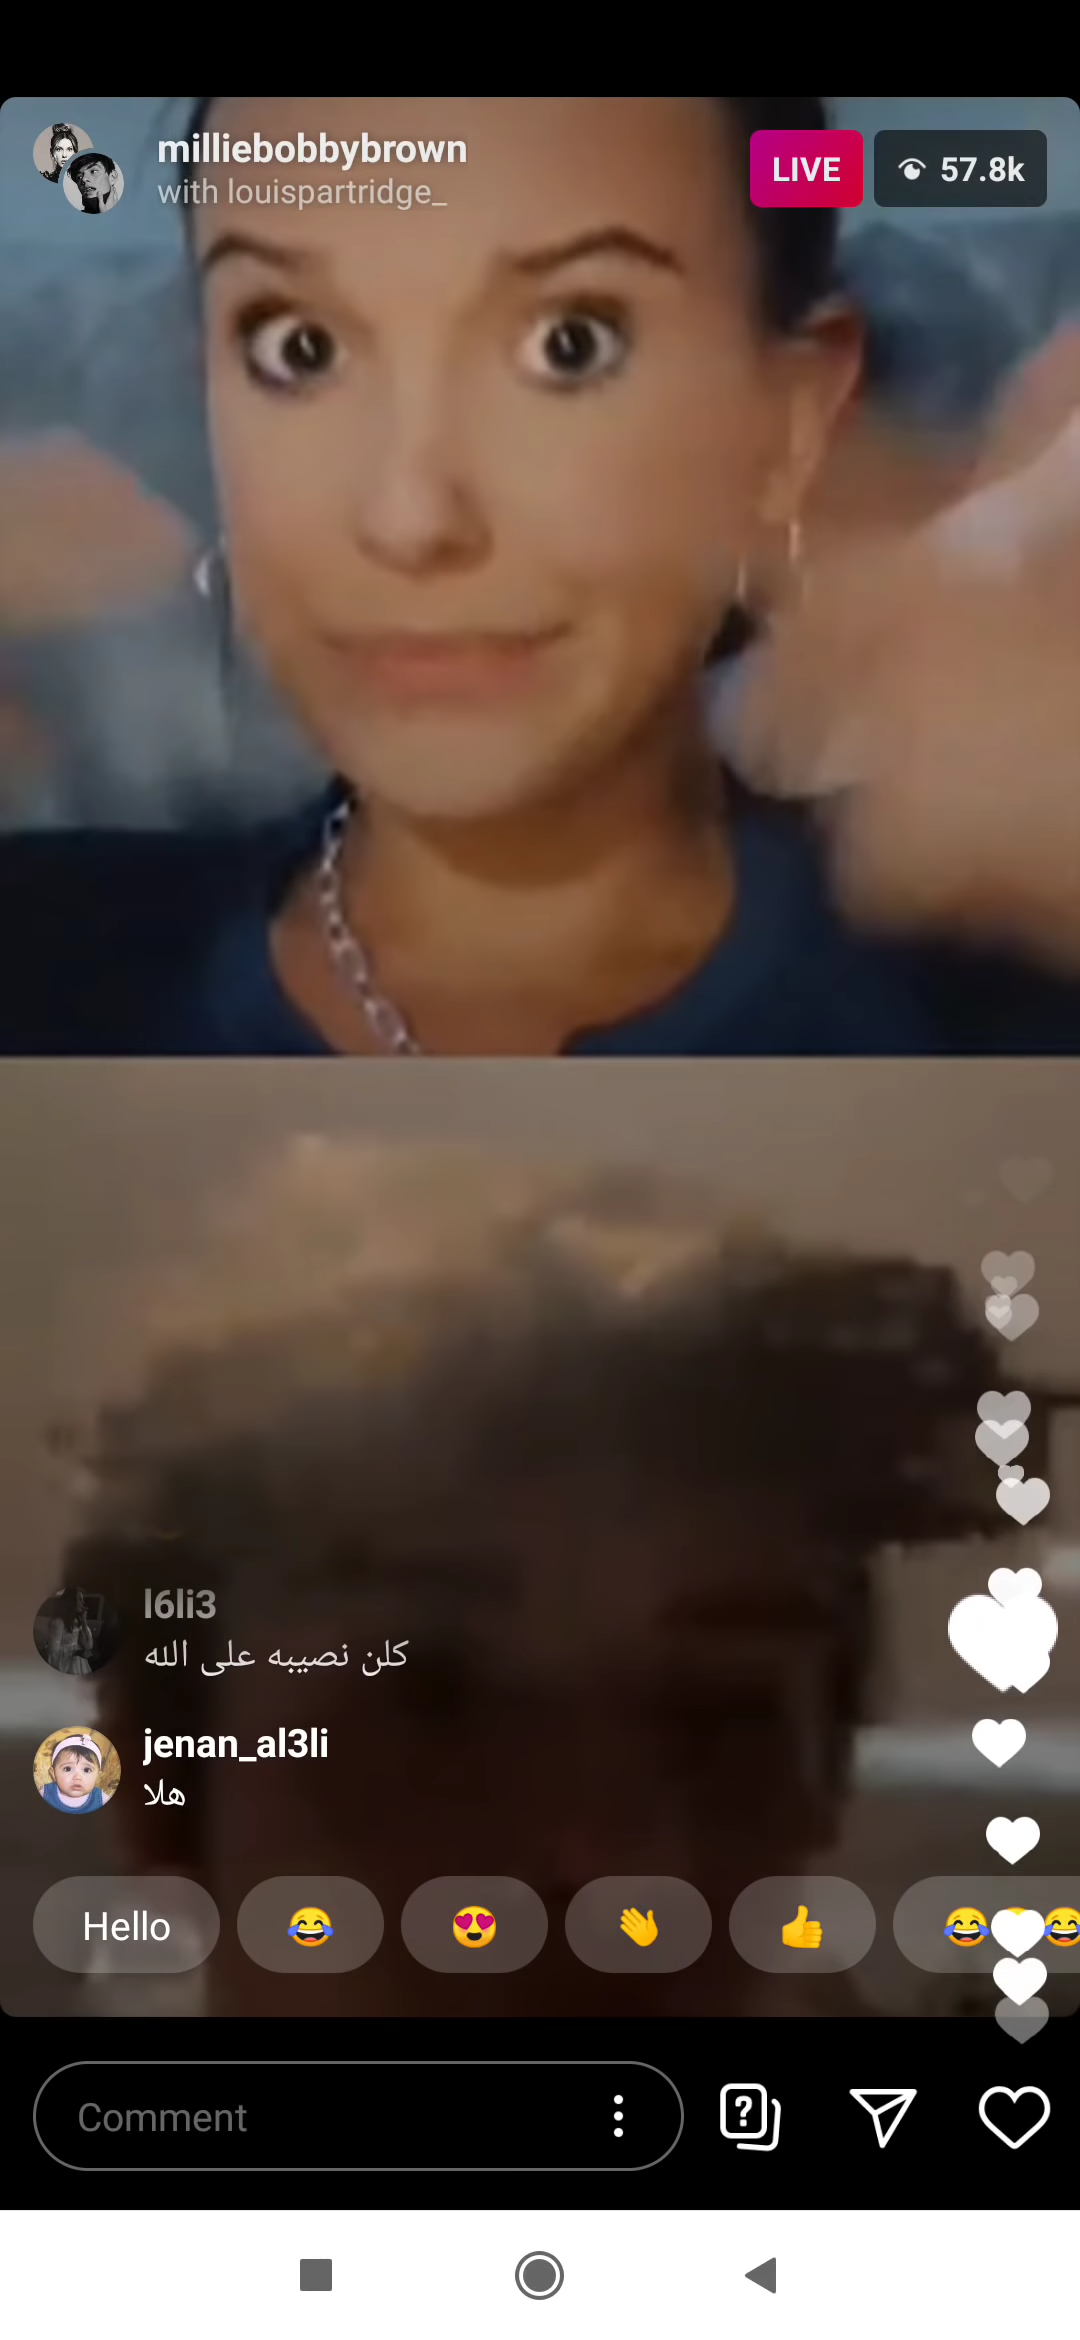 milliebobbybrown
with louispartridge_
LIVE
57.8k
l6li3
كلن نصيبه على الله
jenan_al3li
هلا
Hello
Comment